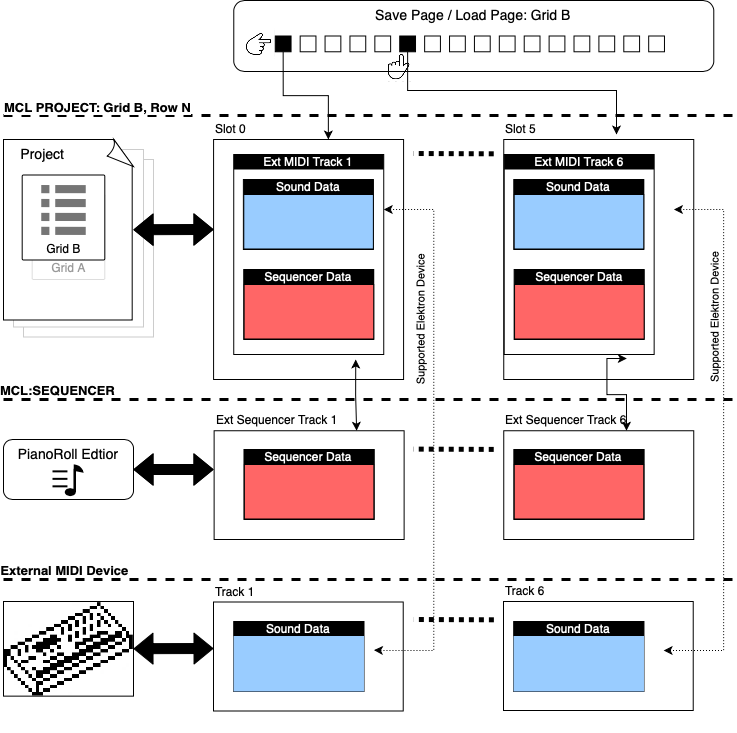 Save Page / Load Page: Grid B
MCL PROJECT: Grid B, Row N
Slot 0
Slot 5
Project
Grid B
Grid A
Ext MIDI Track 1
Sound Data
Sequencer Data
Ext MIDI Track 6
Sound Data
Sequencer Data
Supported Elektron Device
Supported Elektron Device
MCL:SEQUENCER
Ext Sequencer Track 1
Ext Sequencer Track 6
PianoRoll Edtior
Sequencer Data
Sequencer Data
External MIDI Device
Track 1
Track 6
Sound Data
Sound Data